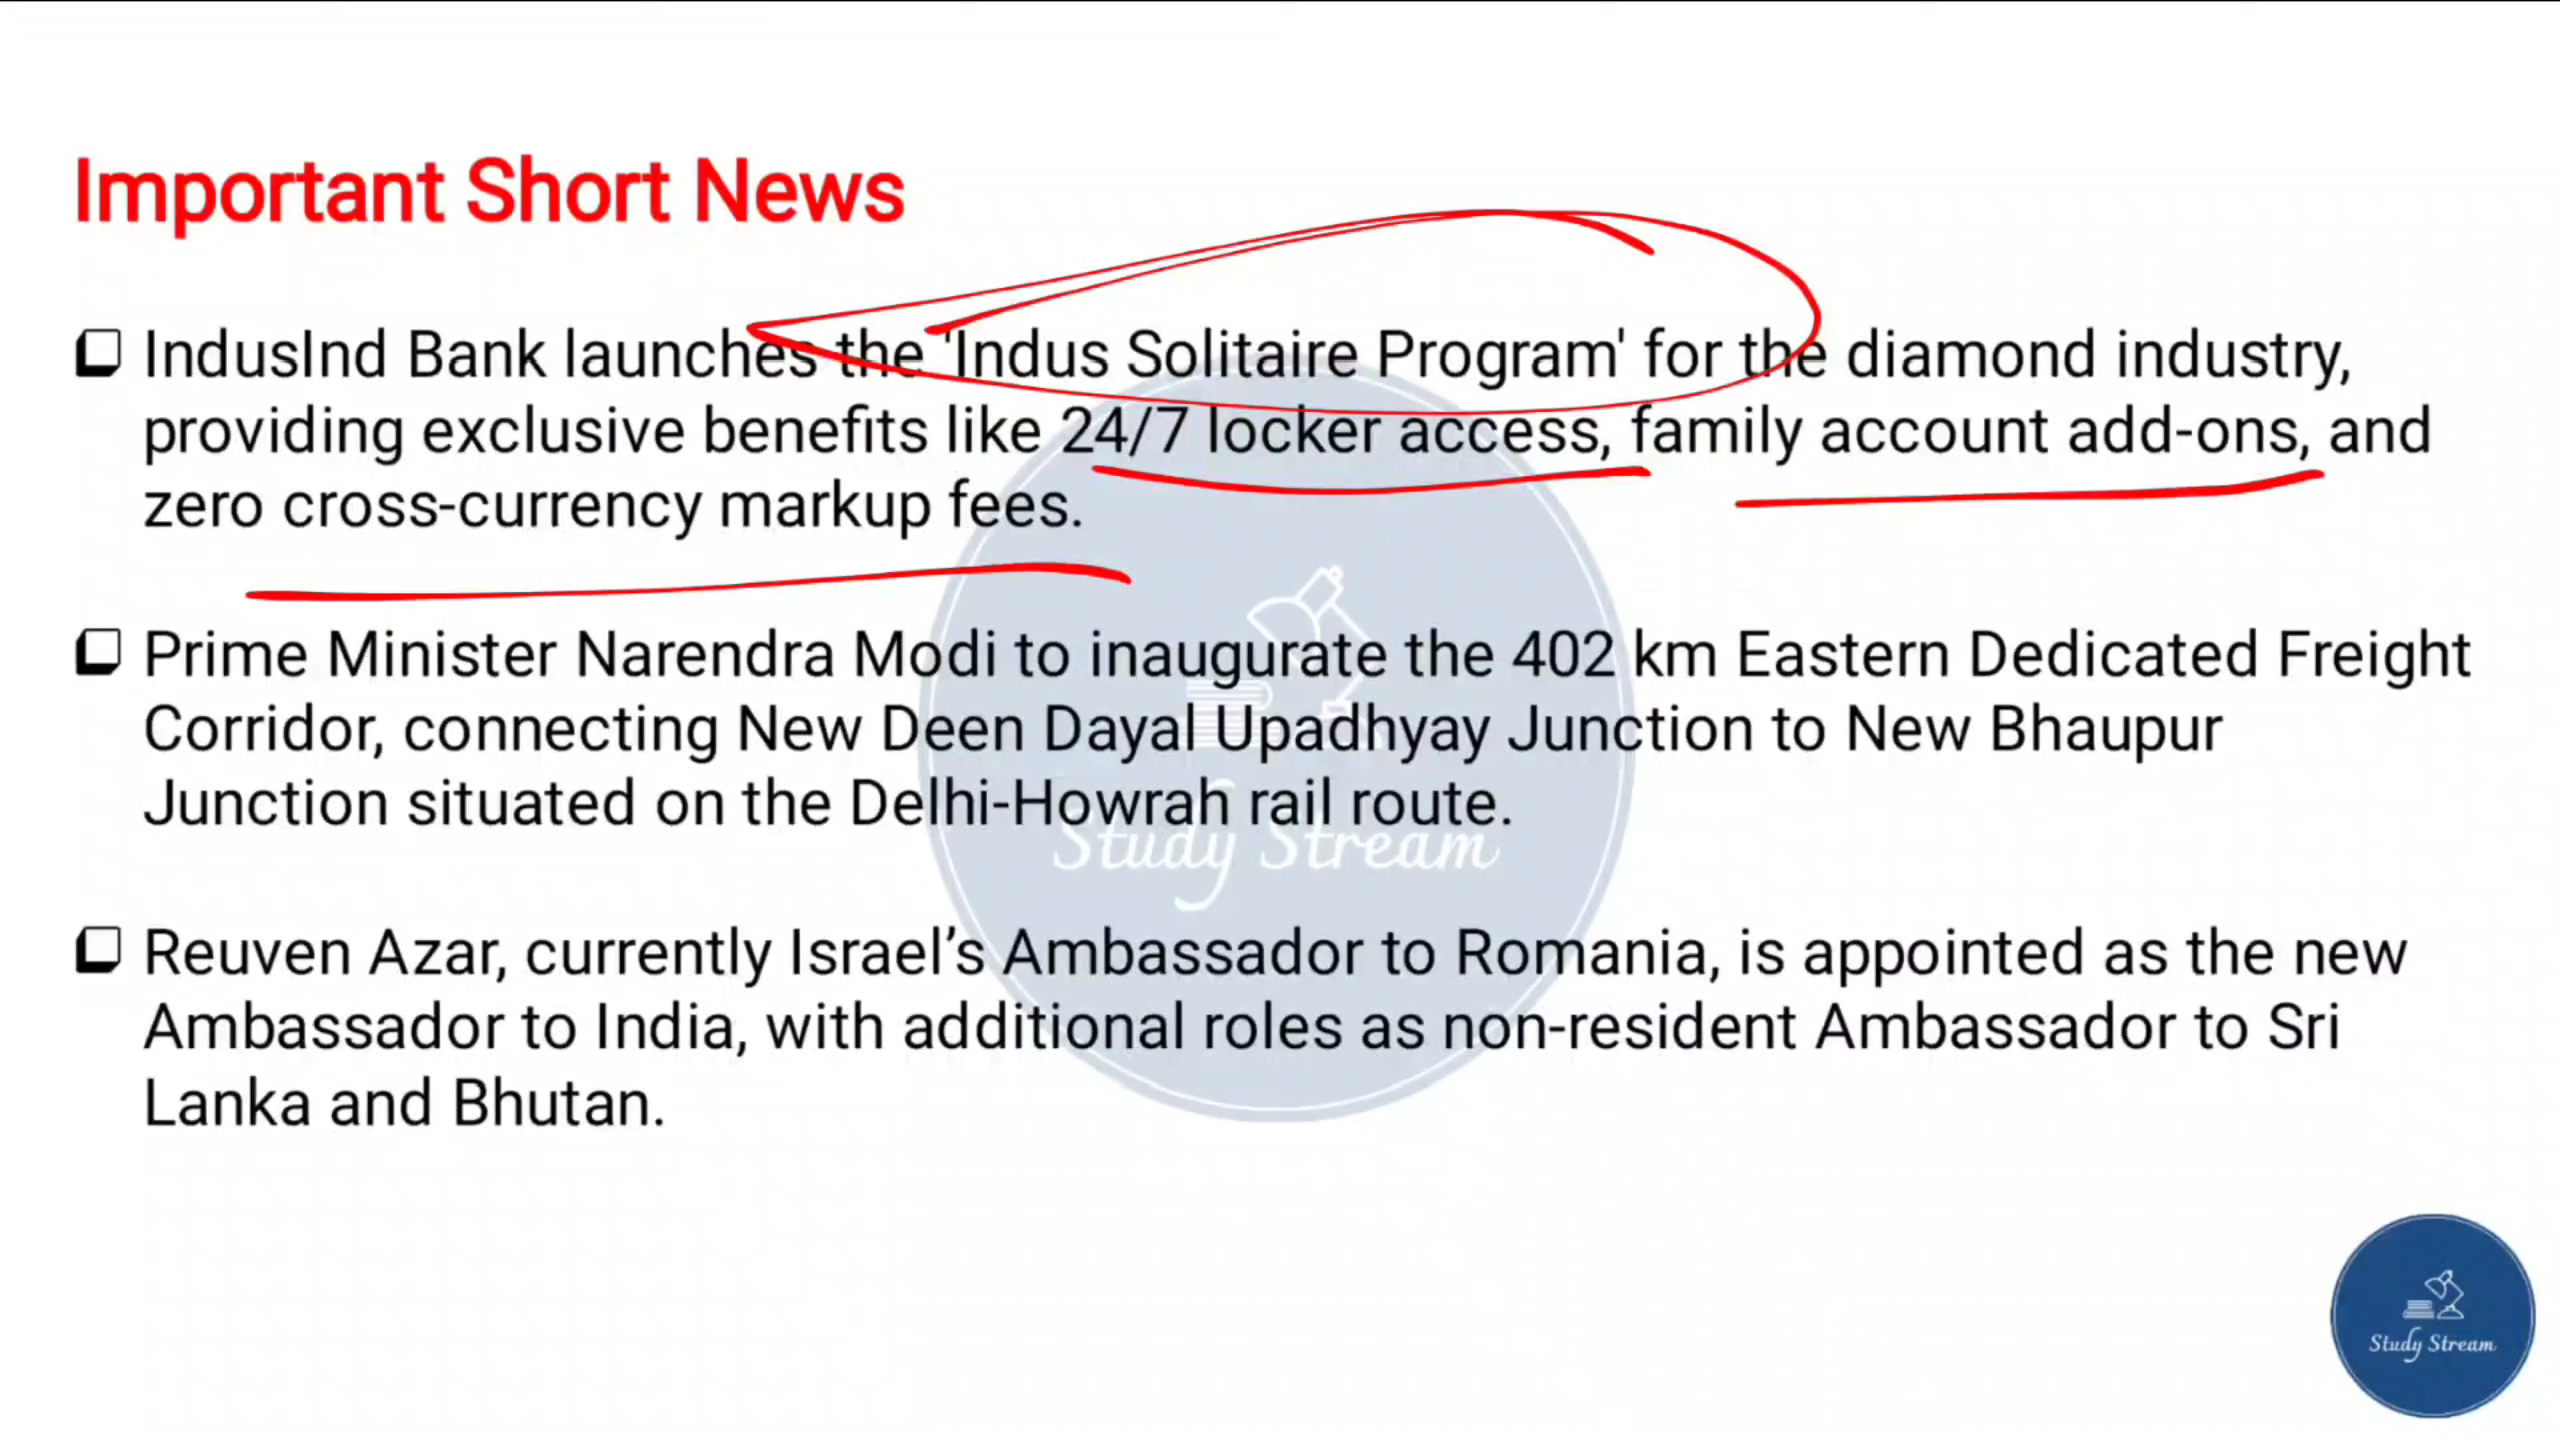 Important Short News
IndusInd Bank launches the 'Indus Solitaire Program' for the diamond industry,
providing exclusive benefits like 24/7 locker access, family account add-ons, and
zero cross-currency markup fees.
Prime Minister Narendra Modi to inaugurate the 402 km Eastern Dedicated Freight
Corridor, connecting New Deen Dayal Upadhyay Junction to New Bhaupur
Junction situated on the Delhi-Howrah rail route.
Study Stream
Reuven Azar, currently Israel’s Ambassador to Romania, is appointed as the new
Ambassador to India, with additional roles as non-resident Ambassador to Sri
Lanka and Bhutan.
Study Stream